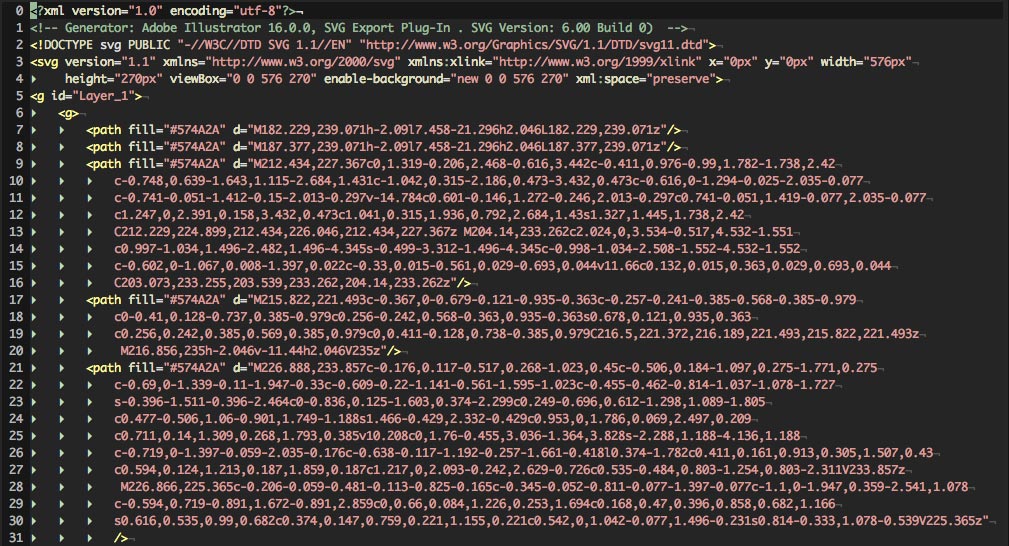 0 <?xml version="1.0" encoding="utf-8"?>¬
1 <!-- Generator: Adobe Illustrator 16.0.0, SVG Export Plug-In . SVG Version: 6.00 Build 0)  -->¬
2 <!DOCTYPE svg PUBLIC "-//W3C//DTD SVG 1.1//EN" "http://www.w3.org/Graphics/SVG/1.1/DTD/svg11.dtd">¬
3 <svg version="1.1" xmlns="http://www.w3.org/2000/svg" xmlns:xlink="http://www.w3.org/1999/xlink" x="0px" y="0px" width="576px"¬
4 height="270px" viewBox="0 0 576 270" enable-background="new 0 0 576 270" xml:space="preserve">¬
5 <g id="Layer_1">¬
6 <g>¬
7 <path fill="#574A2A" d="M182.229,239.071h-2.09l7.458-21.296h2.046L182.229,239.071z"/>¬
8 <path fill="#574A2A" d="M187.377,239.071h-2.09l7.458-21.296h2.046L187.377,239.071z"/>¬
9 <path fill="#574A2A" d="M212.434,227.367c0,1.319-0.206,2.468-0.616,3.442c-0.411,0.976-0.99,1.782-1.738,2.42¬
10 c-0.748,0.639-1.643,1.115-2.684,1.431c-1.042,0.315-2.186,0.473-3.432,0.473c-0.616,0-1.294-0.025-2.035-0.077¬
11 c-0.741-0.051-1.412-0.15-2.013-0.297v-14.784c0.601-0.146,1.272-0.246,2.013-0.297c0.741-0.051,1.419-0.077,2.035-0.077¬
12 c1.247,0,2.391,0.158,3.432,0.473c1.041,0.315,1.936,0.792,2.684,1.43s1.327,1.445,1.738,2.42¬
13 C212.229,224.899,212.434,226.046,212.434,227.367z M204.14,233.262c2.024,0,3.534-0.517,4.532-1.551¬
14 c0.997-1.034,1.496-2.482,1.496-4.345s-0.499-3.312-1.496-4.345c-0.998-1.034-2.508-1.552-4.532-1.552¬
15 c-0.602,0-1.067,0.008-1.397,0.022c-0.33,0.015-0.561,0.029-0.693,0.044v11.66c0.132,0.015,0.363,0.029,0.693,0.044¬
16 C203.073,233.255,203.539,233.262,204.14,233.262z"/>¬
17 <path fill="#574A2A" d="M215.822,221.493c-0.367,0-0.679-0.121-0.935-0.363c-0.257-0.241-0.385-0.568-0.385-0.979¬
18 c0-0.41,0.128-0.737,0.385-0.979c0.256-0.242,0.568-0.363,0.935-0.363s0.678,0.121,0.935,0.363¬
19 c0.256,0.242,0.385,0.569,0.385,0.979c0,0.411-0.128,0.738-0.385,0.979C216.5,221.372,216.189,221.493,215.822,221.493z¬
20 M216.856,235h-2.046v-11.44h2.046V235z"/>¬
21 <path fill="#574A2A" d="M226.888,233.857c-0.176,0.117-0.517,0.268-1.023,0.45c-0.506,0.184-1.097,0.275-1.771,0.275¬
22 c-0.69,0-1.339-0.11-1.947-0.33c-0.609-0.22-1.141-0.561-1.595-1.023c-0.455-0.462-0.814-1.037-1.078-1.727¬
23 s-0.396-1.511-0.396-2.464c0-0.836,0.125-1.603,0.374-2.299c0.249-0.696,0.612-1.298,1.089-1.805¬
24 c0.477-0.506,1.06-0.901,1.749-1.188s1.466-0.429,2.332-0.429c0.953,0,1.786,0.069,2.497,0.209¬
25 c0.711,0.14,1.309,0.268,1.793,0.385v10.208c0,1.76-0.455,3.036-1.364,3.828s-2.288,1.188-4.136,1.188¬
26 c-0.719,0-1.397-0.059-2.035-0.176c-0.638-0.117-1.192-0.257-1.661-0.418l0.374-1.782c0.411,0.161,0.913,0.305,1.507,0.43¬
27 c0.594,0.124,1.213,0.187,1.859,0.187c1.217,0,2.093-0.242,2.629-0.726c0.535-0.484,0.803-1.254,0.803-2.311V233.857z¬
28 M226.866,225.365c-0.206-0.059-0.481-0.113-0.825-0.165c-0.345-0.052-0.811-0.077-1.397-0.077c-1.1,0-1.947,0.359-2.541,1.078¬
29 c-0.594,0.719-0.891,1.672-0.891,2.859c0,0.66,0.084,1.226,0.253,1.694c0.168,0.47,0.396,0.858,0.682,1.166¬
30 s0.616,0.535,0.99,0.682c0.374,0.147,0.759,0.221,1.155,0.221c0.542,0,1.042-0.077,1.496-0.231s0.814-0.333,1.078-0.539V225.365z"¬
31 />¬